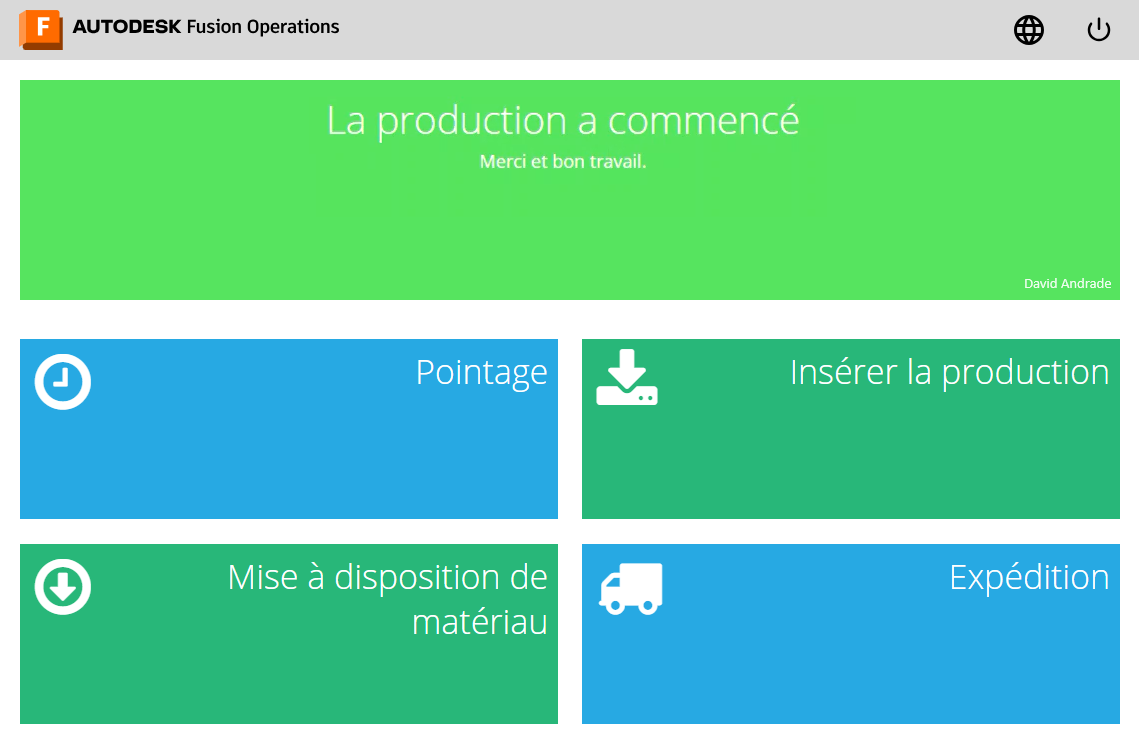 F AUTODESK Fusion Operations
La production a commencé
Merci et bon travail.
David Andrade
Pointage
Insérer la production
Mise à disposition de
matériau
Expédition